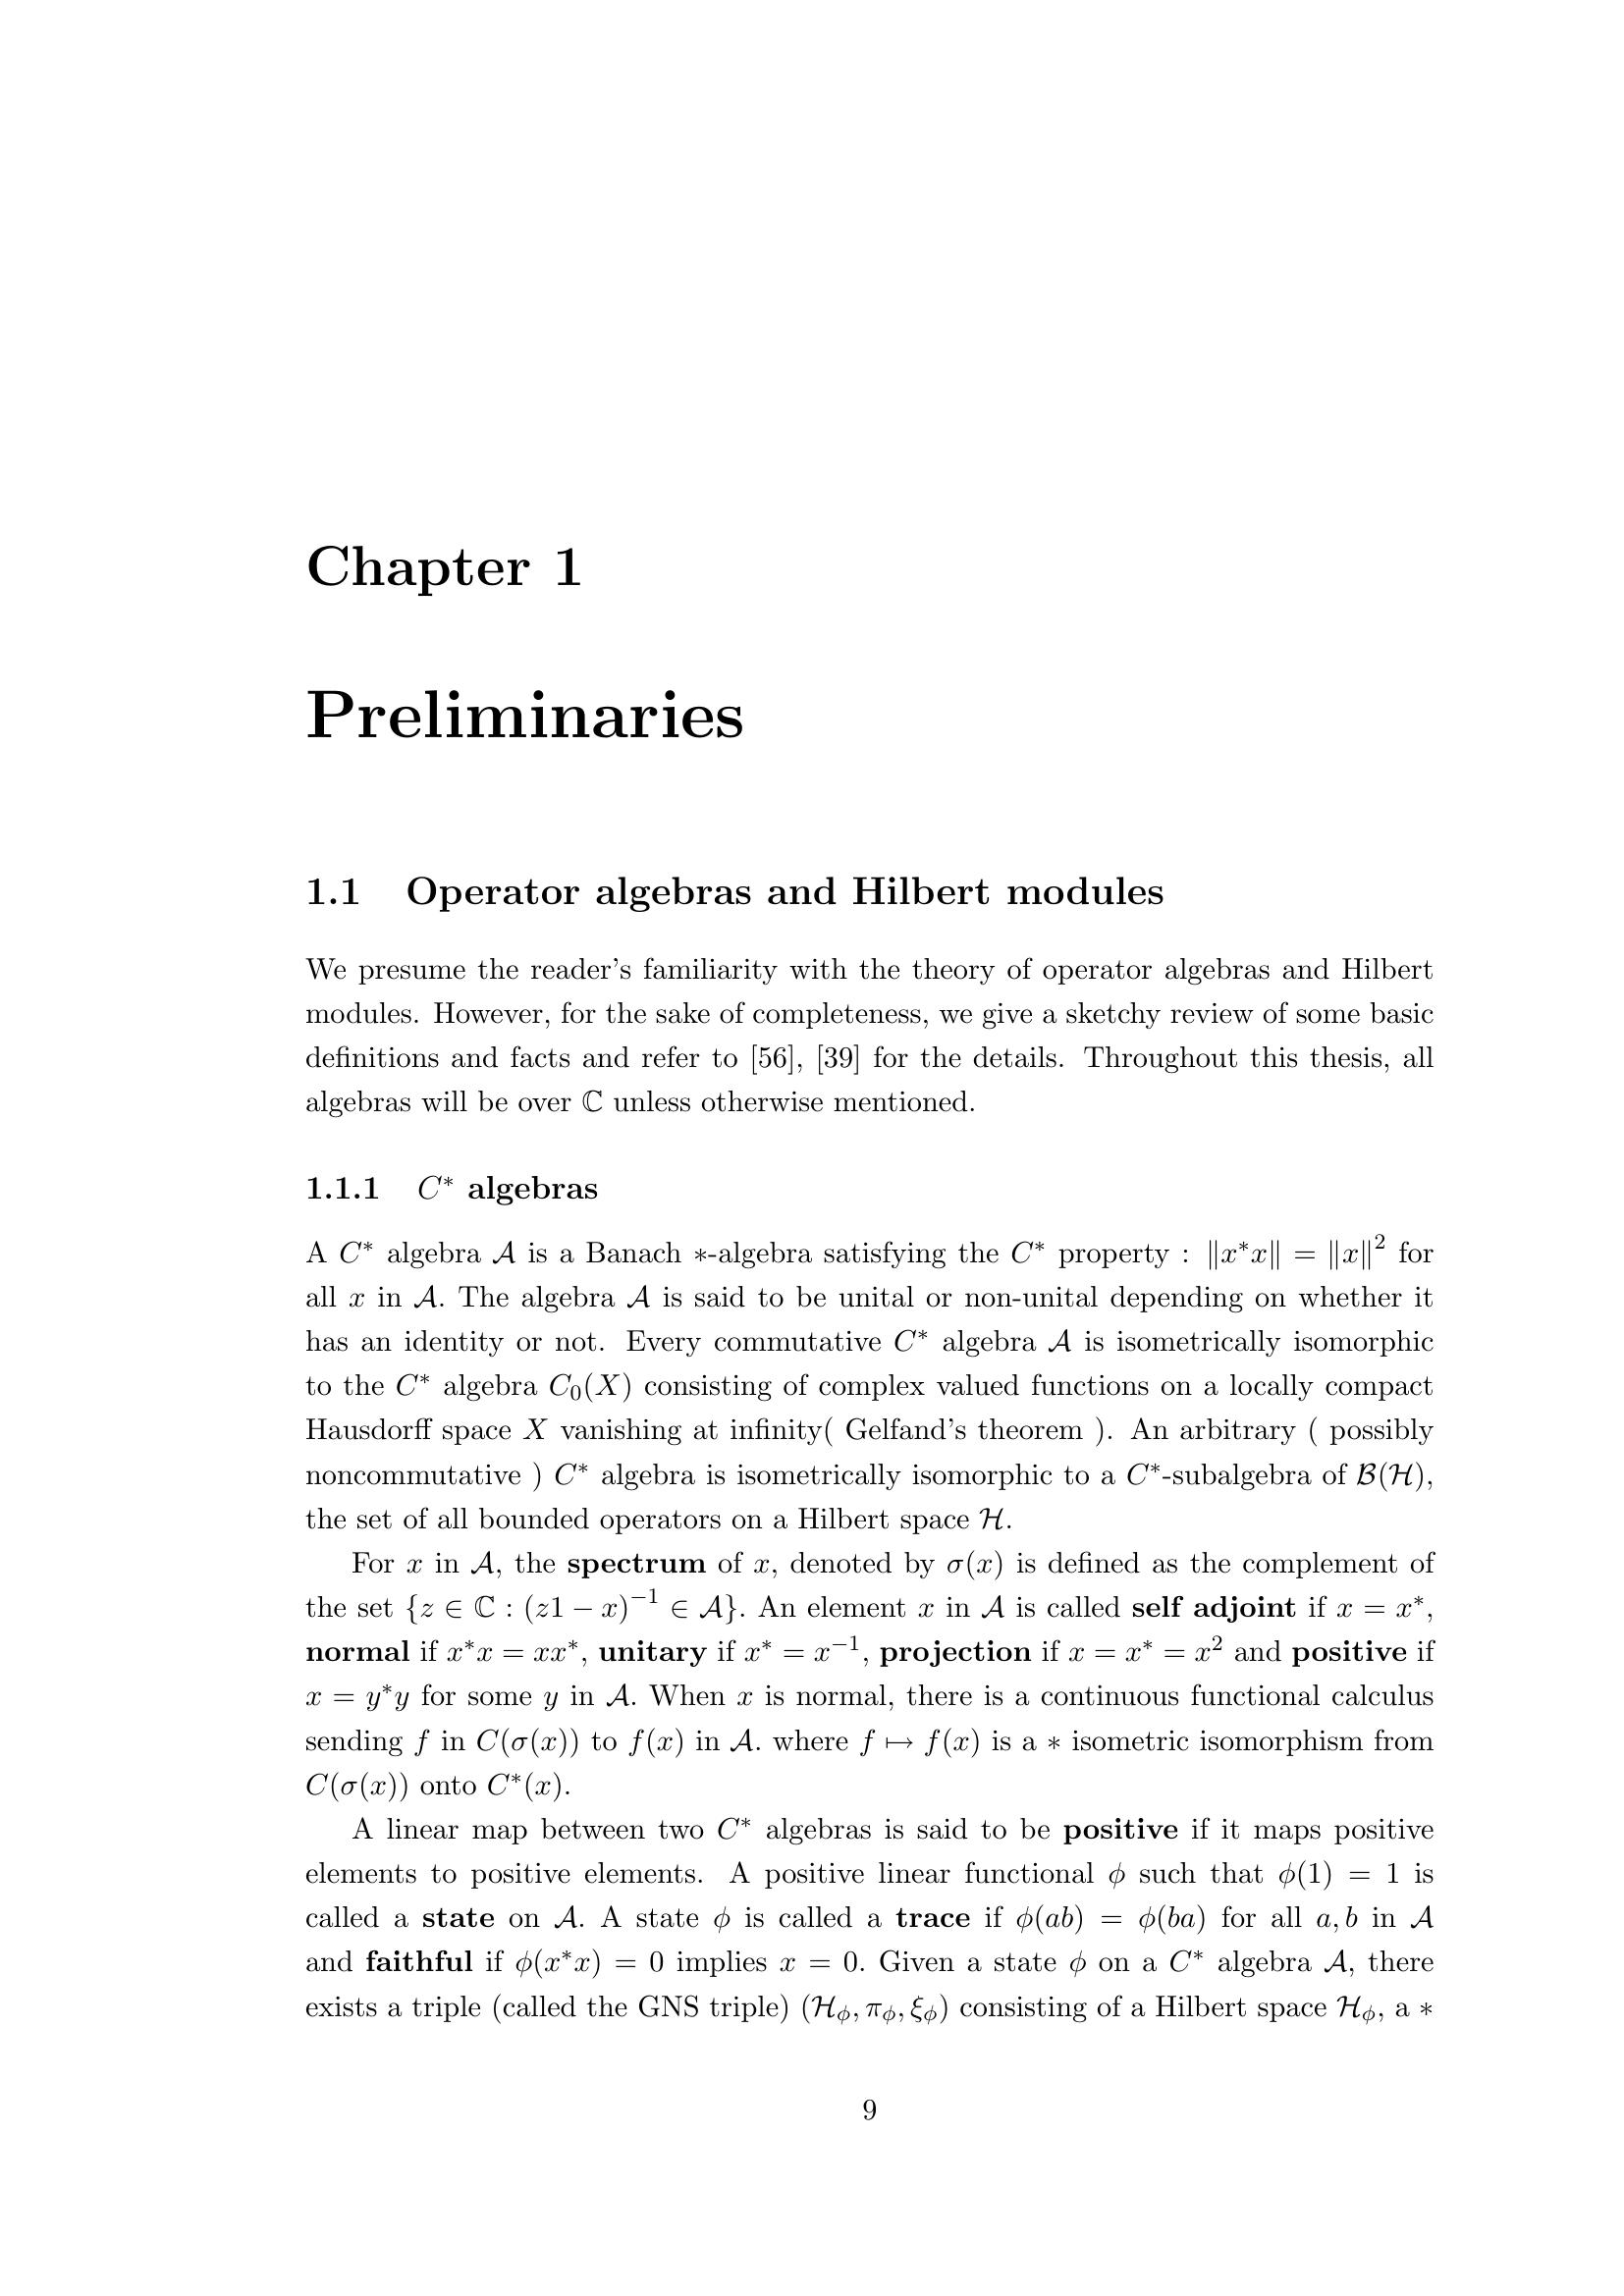 Chapter 1
Preliminaries
1.1 Operator algebras and Hilbert modules
We presume the reader's familiarity with the theory of operator algebras and Hilbert
modules. However, for the sake of completeness, we give a sketchy review of some basic
definitions and facts and refer to [56], [39] for the details. Throughout this thesis, all
algebras will be over ℂ unless otherwise mentioned.
1.1.1 $C^*$ algebras
A $C^*$ algebra $\mathcal{A}$ is a Banach $*$-algebra satisfying the $C^*$ property : $\|x^*x\| = \|x\|^2$ for
all $x$ in $\mathcal{A}$. The algebra $\mathcal{A}$ is said to be unital or non-unital depending on whether it
has an identity or not. Every commutative $C^*$ algebra $\mathcal{A}$ is isometrically isomorphic
to the $C^*$ algebra $C_0(X)$ consisting of complex valued functions on a locally compact
Hausdorff space $X$ vanishing at infinity( Gelfand's theorem ). An arbitrary ( possibly
noncommutative ) $C^*$ algebra is isometrically isomorphic to a $C^*$-subalgebra of $\mathcal{B}(\mathcal{H})$,
the set of all bounded operators on a Hilbert space $\mathcal{H}$.
For $x$ in $\mathcal{A}$, the spectrum of $x$, denoted by $\sigma(x)$ is defined as the complement of
the set $\{z \in \mathbb{C} : (z1 - x)^{-1} \in \mathcal{A}\}$. An element $x$ in $\mathcal{A}$ is called self adjoint if $x = x^*$,
normal if $x^*x = xx^*$, unitary if $x^* = x^{-1}$, projection if $x = x^* = x^2$ and positive if
$x = y^*y$ for some $y$ in $\mathcal{A}$. When $x$ is normal, there is a continuous functional calculus
sending $f$ in $C(\sigma(x))$ to $f(x)$ in $\mathcal{A}$. where $f \mapsto f(x)$ is a $*$ isometric isomorphism from
$C(\sigma(x))$ onto $C^*(x)$.
A linear map between two $C^*$ algebras is said to be positive if it maps positive
elements to positive elements. A positive linear functional $\phi$ such that $\phi(1) = 1$ is
called a state on $\mathcal{A}$. A state $\phi$ is called a trace if $\phi(ab) = \phi(ba)$ for all $a, b$ in $\mathcal{A}$
and faithful if $\phi(x^*x) = 0$ implies $x = 0$. Given a state $\phi$ on a $C^*$ algebra $\mathcal{A}$, there
exists a triple (called the GNS triple) $(\mathcal{H}_\phi, \pi_\phi, \xi_\phi)$ consisting of a Hilbert space $\mathcal{H}_\phi$, a $*$
9